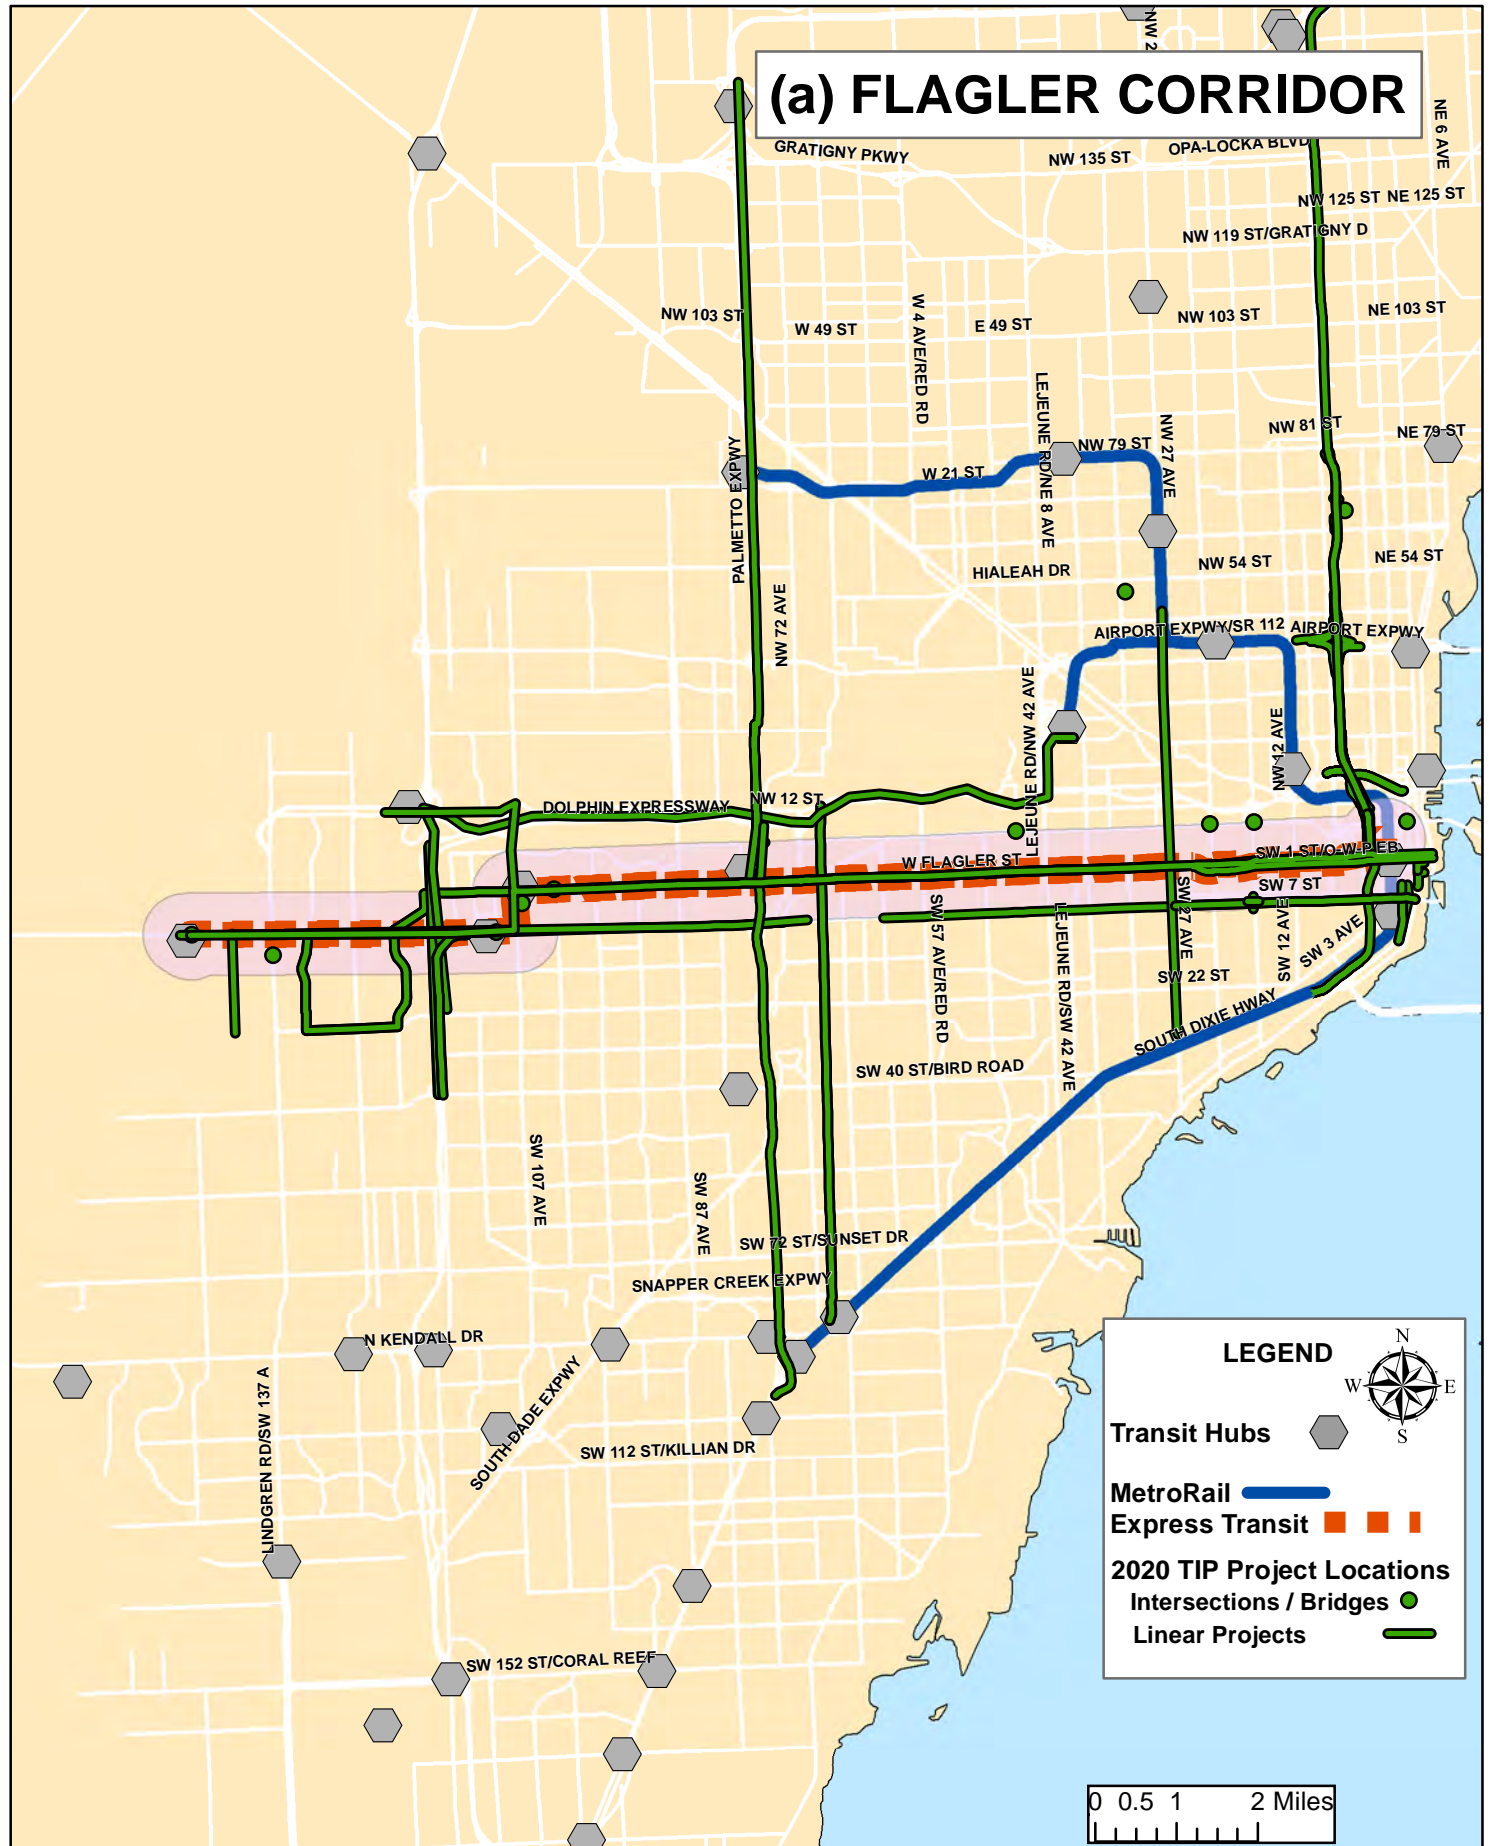 NW 2
(a) FLAGLER CORRIDOR
NE 6 AVE
GRATIGNY PKWY
NW 135 ST
OPA-LOCKA BLVD
NW 125 ST
NE 125 ST
NW 119 ST/GRATIGNY D
NW 103 ST
W 49 ST
W 4 AVE/RED RD
E 49 ST
NW 103 ST
NE 103 ST
LEJEUNE RD/NE 8 AVE
NW 79 ST
NW 27 AVE
NW 81 ST
NE 79 ST
PALMETTO EXPWY
W 21 ST
HIALEAH DR
NW 54 ST
NE 54 ST
NW 72 AVE
AIRPORT EXPWY/SR 112
AIRPORT EXPWY
LEJEUNE RD/NW 42 AVE
NW 12 AVE
DOLPHIN EXPRESSWAY
NW 12 ST
W FLAGLER ST
SW 1 ST/O-W-P EB
SW 7 ST
SW 57 AVE/RED RD
LEJEUNE RD/SW 42 AVE
SW 27 AVE
SW 12 AVE
SW 3 AVE
SW 22 ST
SOUTH DIXIE HWAY
SW 40 ST/BIRD ROAD
SW 107 AVE
SW 87 AVE
SW 72 ST/SUNSET DR
SNAPPER CREEK EXPWY
N KENDALL DR
LINDGREN RD/SW 137 A
SOUTH DADE EXPWY
SW 112 ST/KILLIAN DR
SW 152 ST/CORAL REEF
LEGEND
N
W
E
S
Transit Hubs
MetroRail
Express Transit
2020 TIP Project Locations
Intersections / Bridges
Linear Projects
0 0.5 1 2 Miles